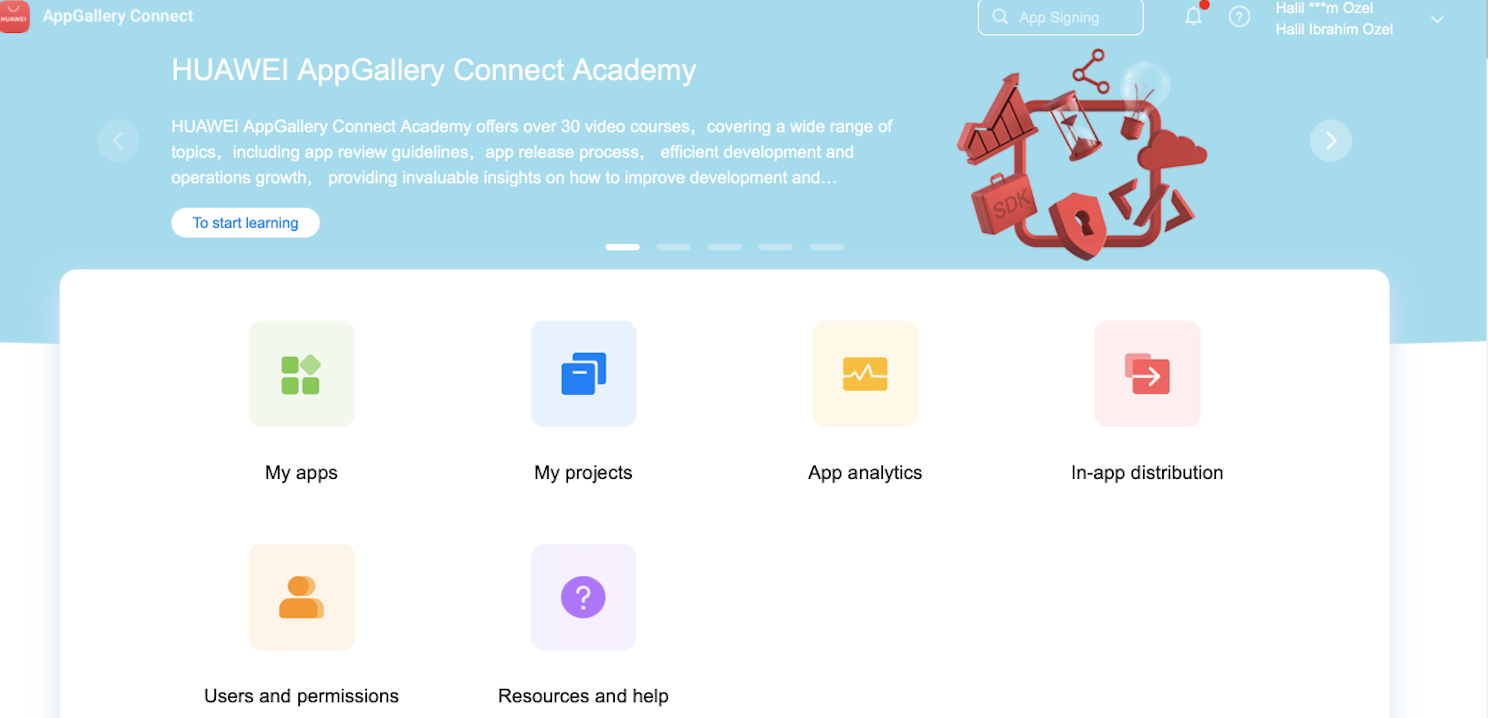 HUAWEI
AppGallery Connect
App Signing
?
Halil ***m Ozel
Halil Ibrahim Ozel
HUAWEI AppGallery Connect Academy
HUAWEI AppGallery Connect Academy offers over 30 video courses，covering a wide range of
topics，including app review guidelines，app release process， efficient development and
operations growth， providing invaluable insights on how to improve development and…
To start learning
SDK
</>
My apps
My projects
App analytics
In-app distribution
?
Users and permissions
Resources and help